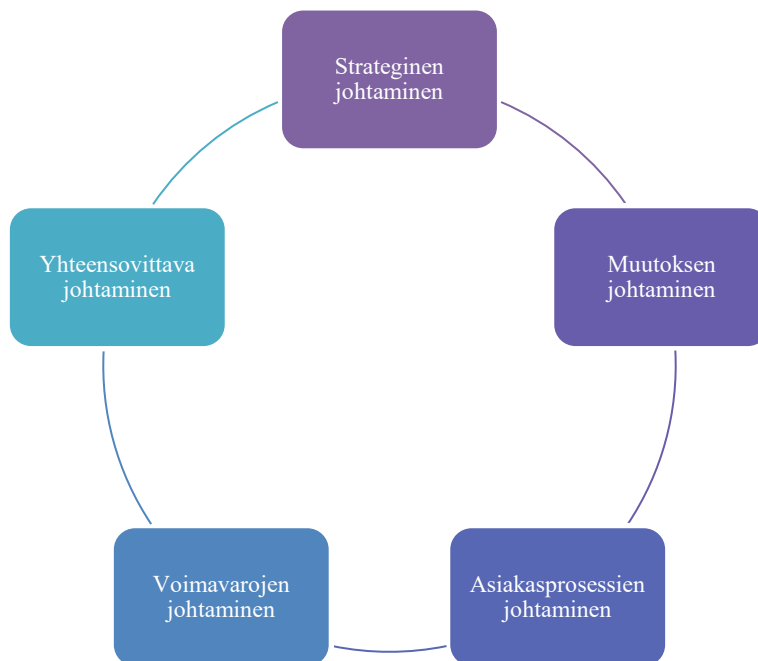 Strateginen
johtaminen
Muutoksen
johtaminen
Asiakasprosessien
johtaminen
Voimavarojen
johtaminen
Yhteensovittava
johtaminen